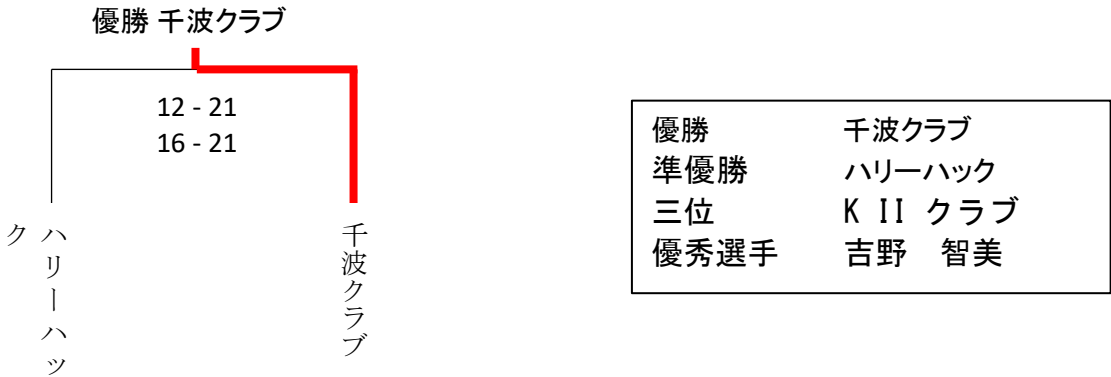 優勝 千波クラブ
12 - 21
16 - 21
ハリーハッ
ク
千波クラブ
優勝 千波クラブ
準優勝 ハリーハック
三位 K II クラブ
優秀選手 吉野 智美